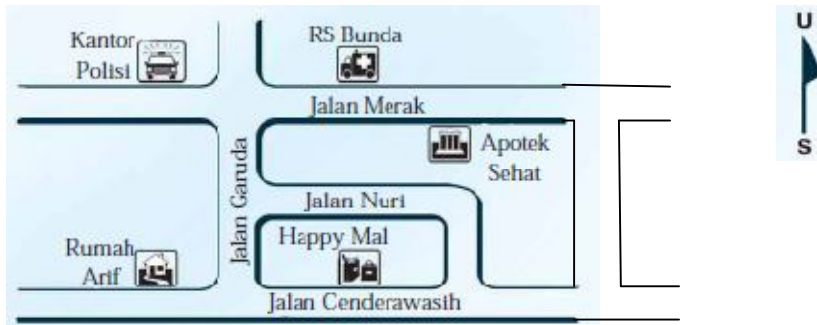 U
Kantor
Polisi
RS Bunda
Jalan Merak
Apotek
Sehat
S
Jalan Garuda
Jalan Nuri
Rumah
Arif
Happy Mal
Jalan Cenderawasih